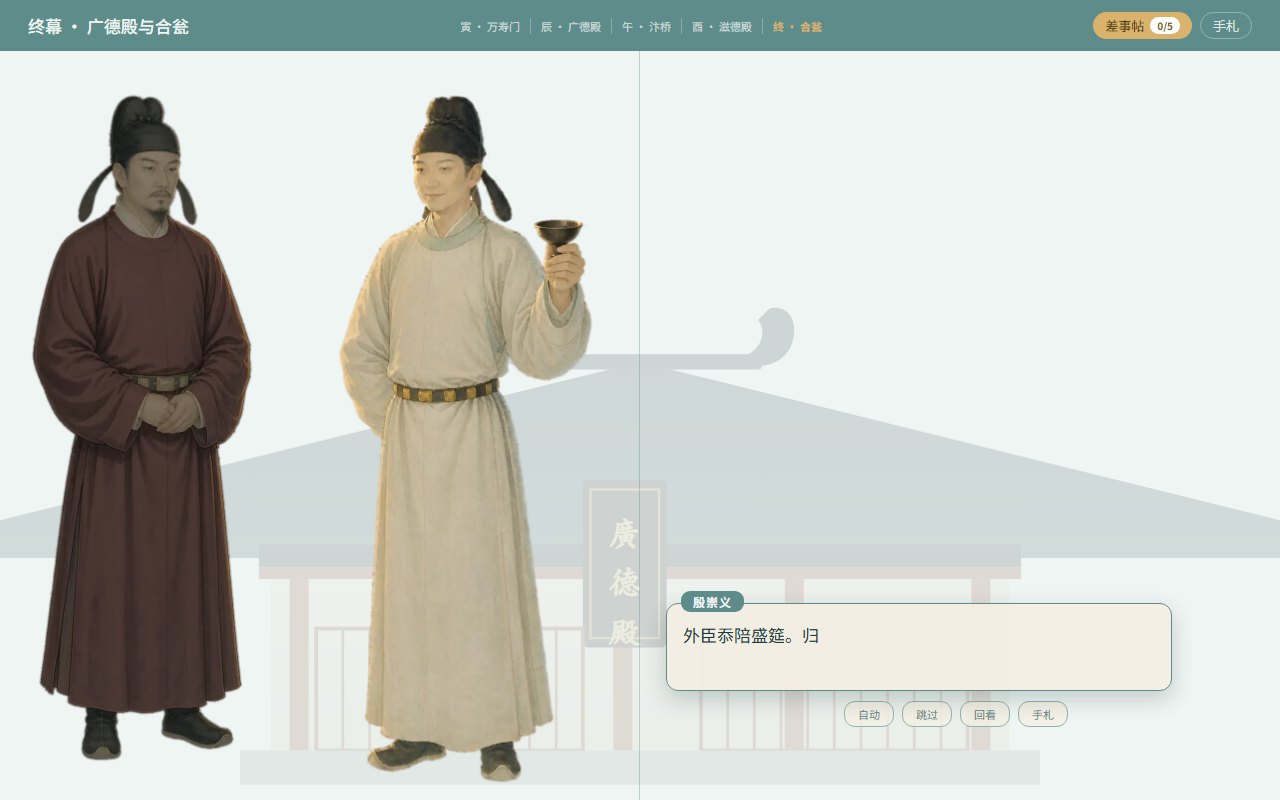 终幕 · 广德殿与合瓮
寅 · 万寿门
辰 · 广德殿
午 · 汴桥
酉 · 滋德殿
终 · 合瓮
差事帖 0/5
手札
廣德殿
殷崇义
外臣忝陪盛筵。归
自动
跳过
回看
手札